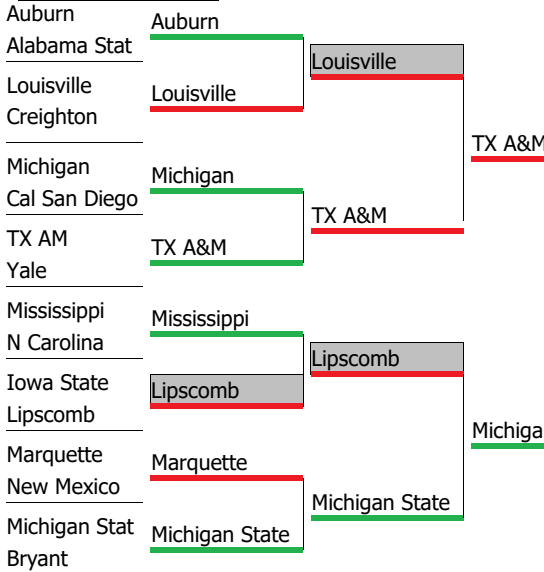 Auburn
Alabama Stat
Louisville
Creighton
Michigan
Cal San Diego
TX AM
Yale
Mississippi
N Carolina
Iowa State
Lipscomb
Marquette
New Mexico
Michigan Stat
Bryant
Auburn
Louisville
Michigan
TX A&M
Mississippi
Lipscomb
Marquette
Michigan State
Louisville
TX A&M
Lipscomb
Michigan State
TX A&M
Michiga